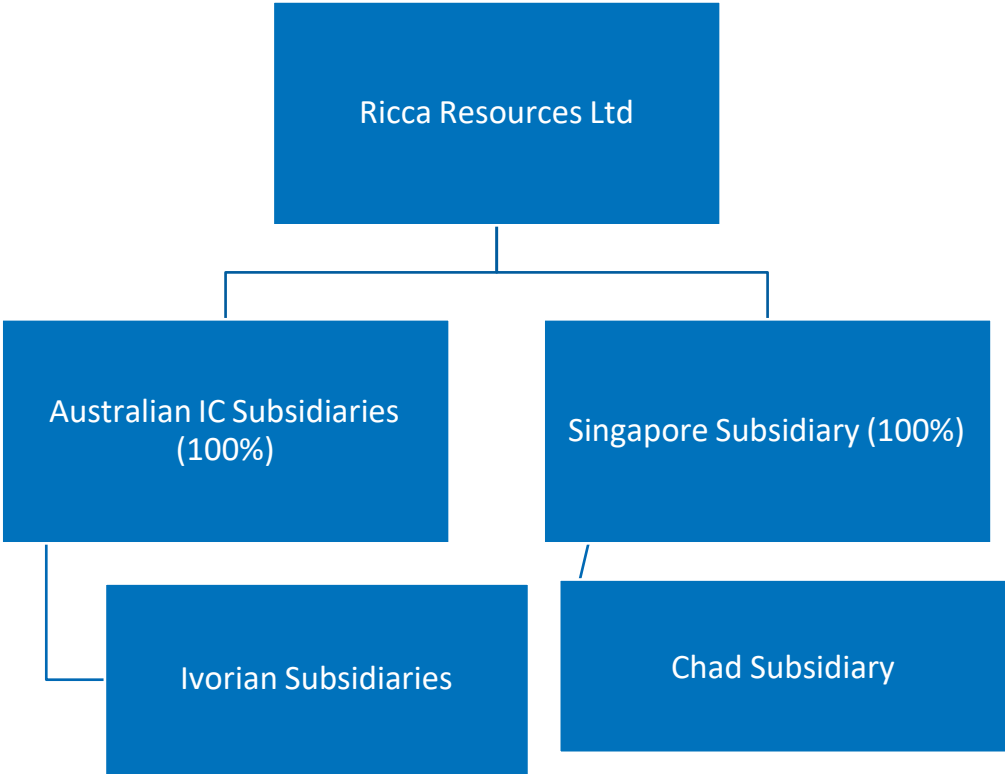 Ricca Resources Ltd
Australian IC Subsidiaries
(100%)
Singapore Subsidiary (100%)
Ivorian Subsidiaries
Chad Subsidiary